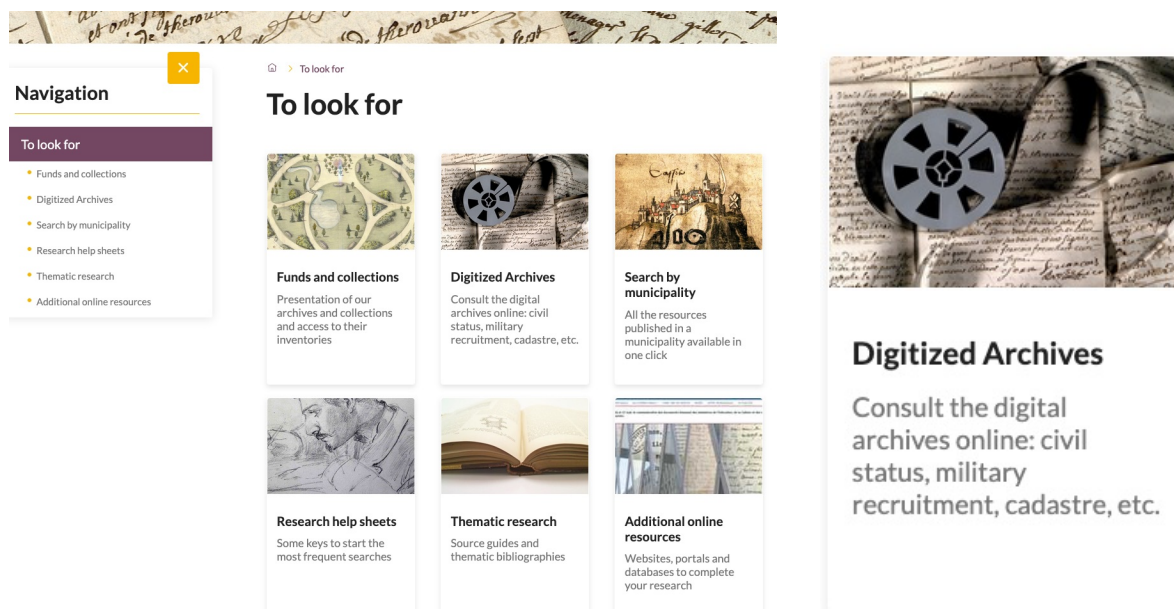 To look for
Navigation
To look for
Funds and collections
Digitized Archives
Search by municipality
Research help sheets
Thematic research
Additional online resources
To look for
Funds and collections
Presentation of our
archives and collections
and access to their
inventories
Digitized Archives
Consult the digital
archives online: civil
status, military
recruitment, cadastre, etc.
Search by
municipality
All the resources
published in a
municipality available in
one click
Research help sheets
Some keys to start the
most frequent searches
Thematic research
Source guides and
thematic bibliographies
Additional online
resources
Websites, portals and
databases to complete
your research
Digitized Archives
Consult the digital
archives online: civil
status, military
recruitment, cadastre, etc.